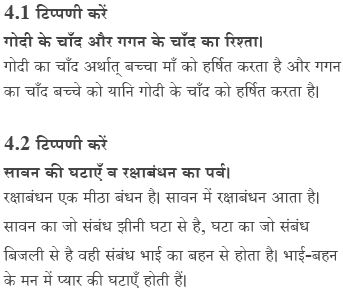 4.1 टिप्पणी करें
गोदी के चाँद और गगन के चाँद का रिश्ता।
गोदी का चाँद अर्थात् बच्चा माँ को हर्षित करता है और गगन
का चाँद बच्चे को यानि गोदी के चाँद को हर्षित करता है।
4.2 टिप्पणी करें
सावन की घटाएँ व रक्षाबंधन का पर्व।
रक्षाबंधन एक मीठा बंधन है। सावन में रक्षाबंधन आता है।
सावन का जो संबंध झीनी घटा से है, घटा का जो संबंध
बिजली से है वही संबंध भाई का बहन से होता है। भाई-बहन
के मन में प्यार की घटाएँ होती हैं।